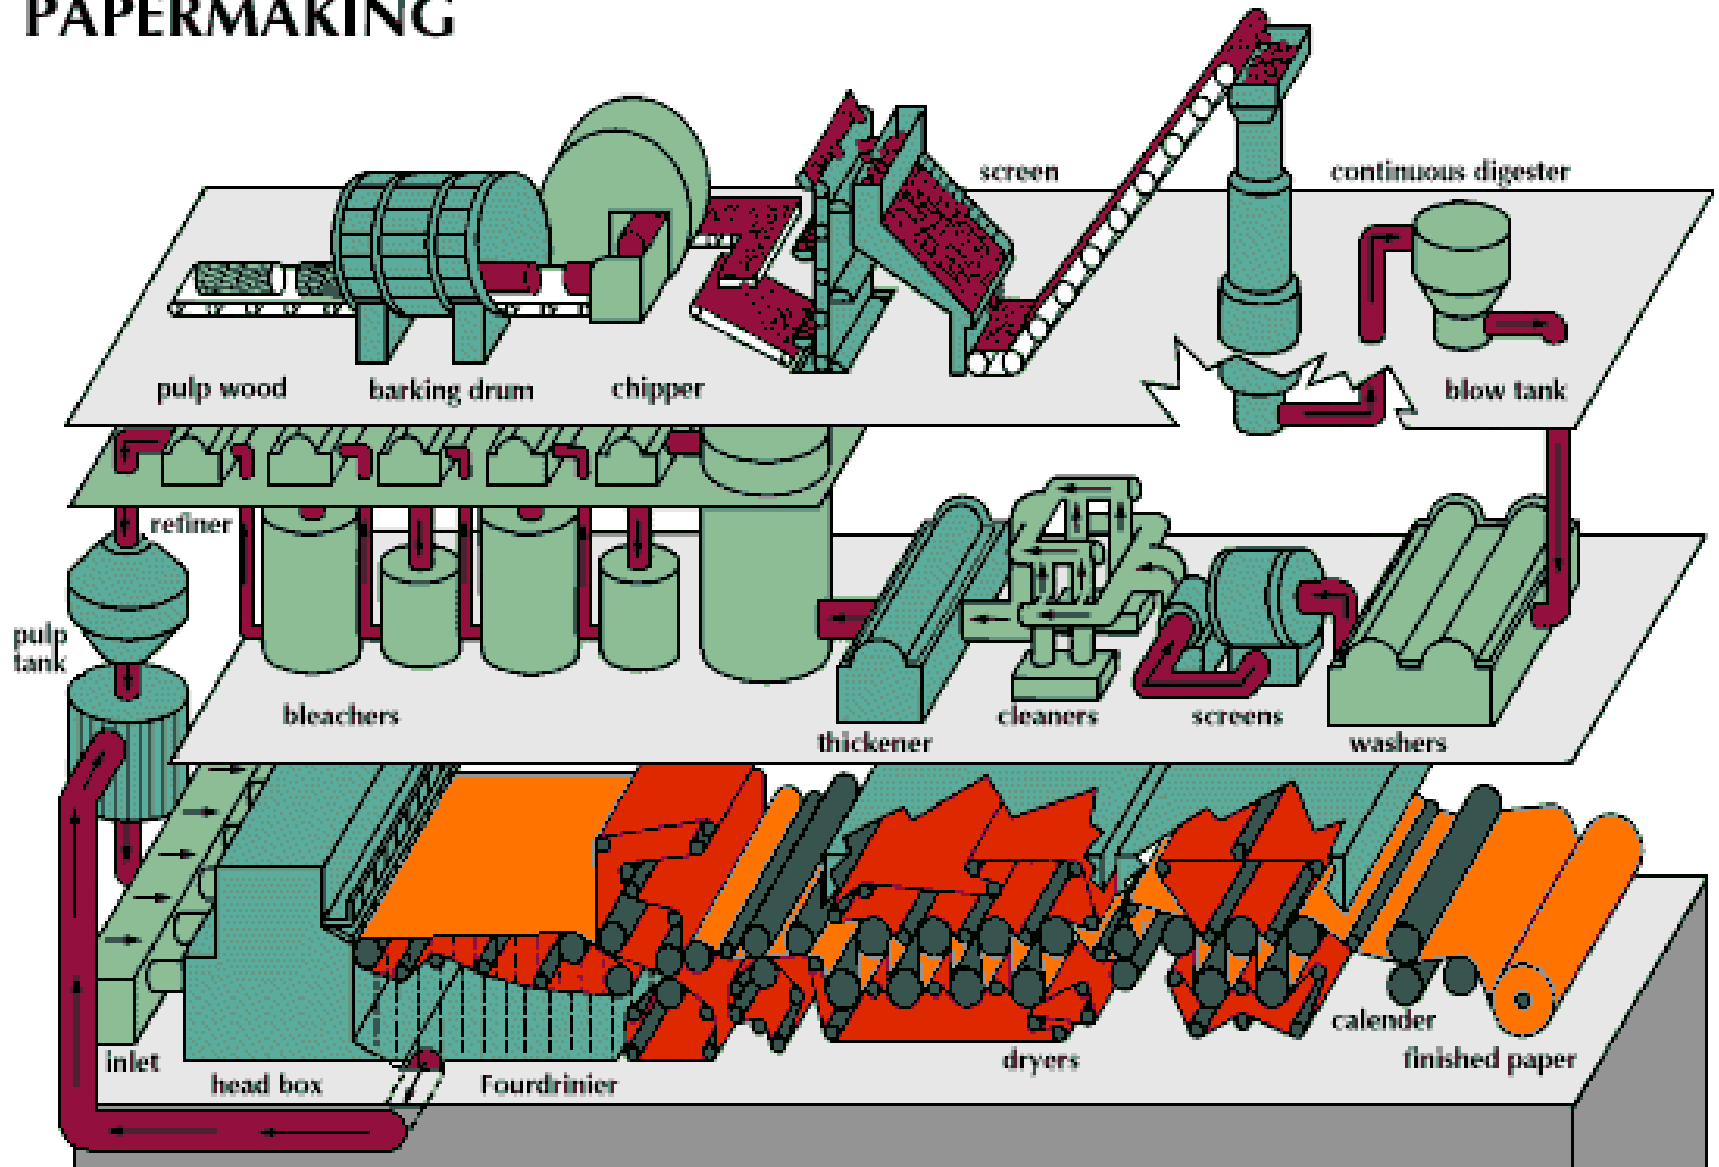 PAPERMAKING
screen
continuous digester
pulp wood
barking drum
chipper
blow tank
refiner
pulp
tank
bleachers
thickener
cleaners
screens
washers
inlet
head box
Fourdrinier
dryers
calender
finished paper